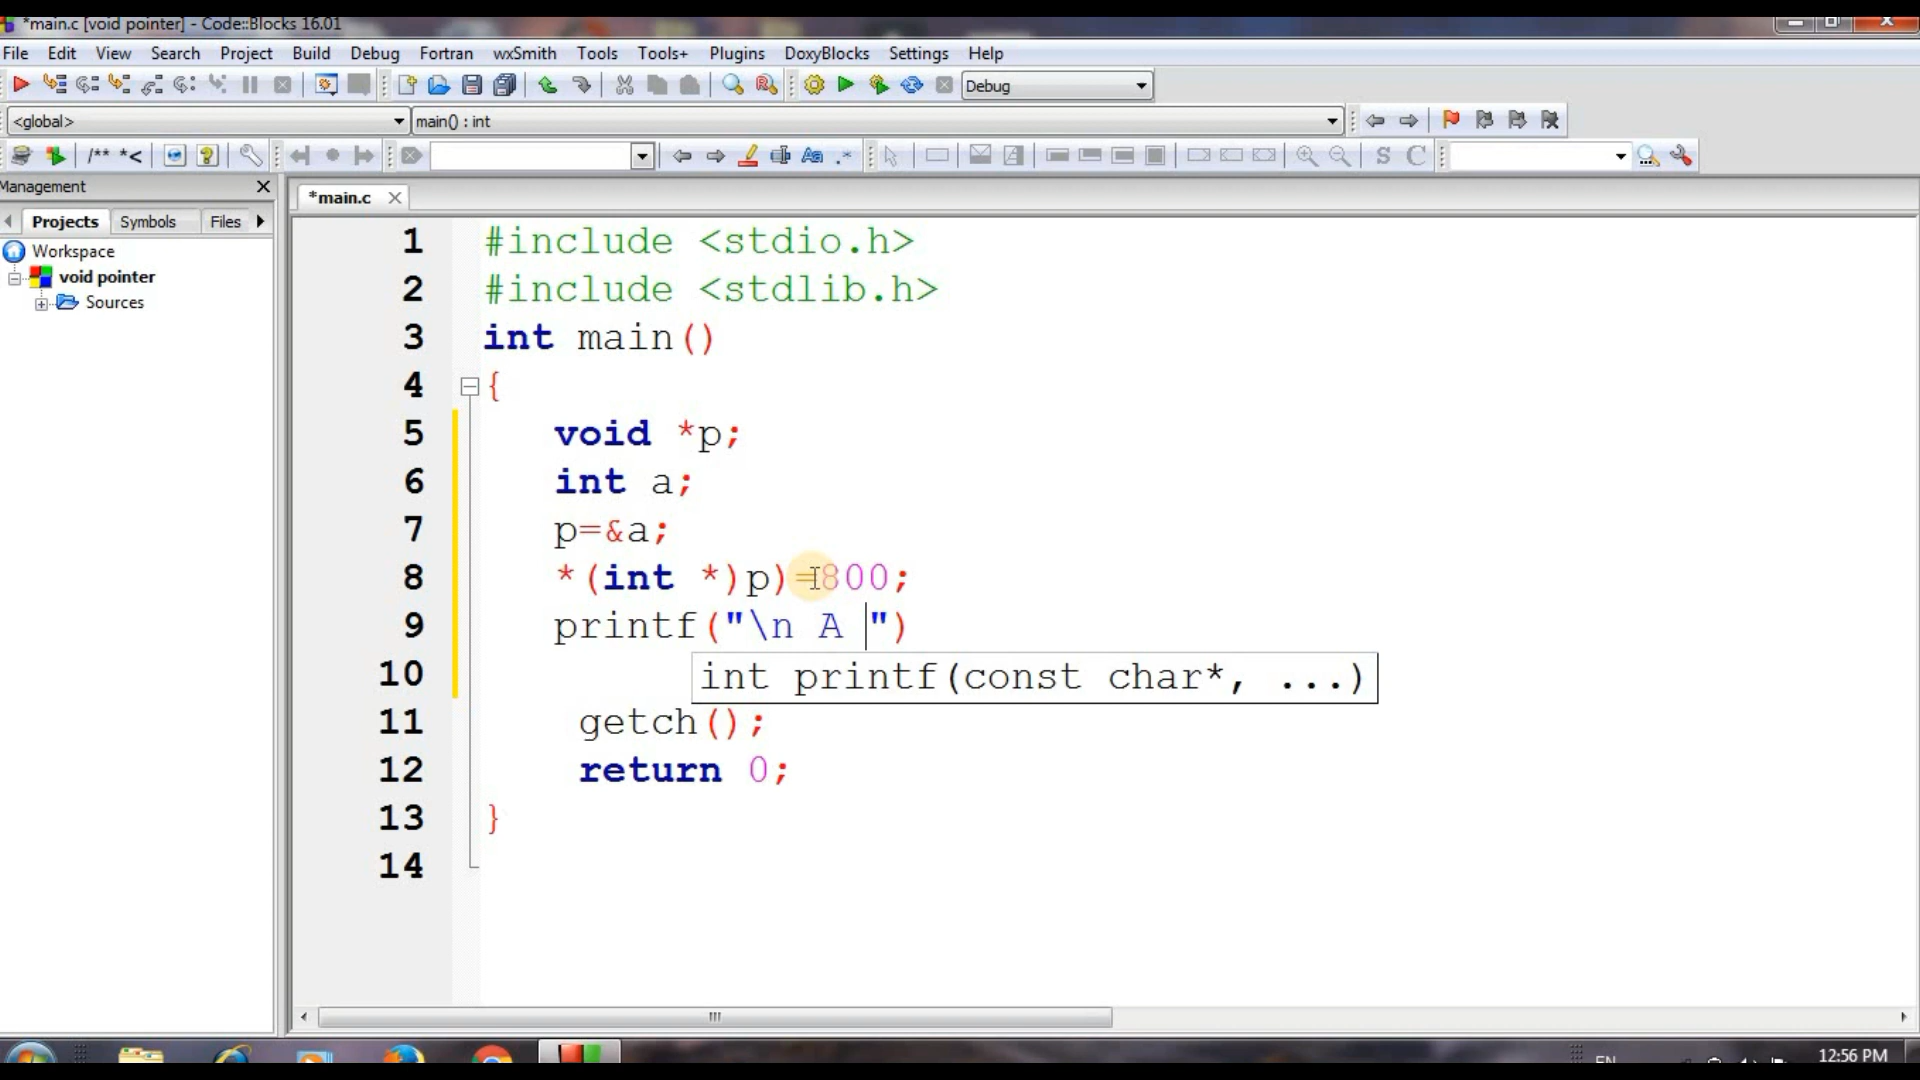 *main.c [void pointer] - Code::Blocks 16.01
File Edit View Search Project Build Debug Fortran wxSmith Tools Tools+ Plugins DoxyBlocks Settings Help
Debug
<global> main() : int
/** *< S C
Management
*main.c
Projects Symbols Files
Workspace
void pointer
Sources
1 #include <stdio.h>
2 #include <stdlib.h>
3 int main()
4 {
5 void *p;
6 int a;
7 p=&a;
8 *(int *)p)=800;
9 printf("\n A ")
int printf(const char*, ...)
10
11 getch();
12 return 0;
13 }
14
EN 12:56 PM